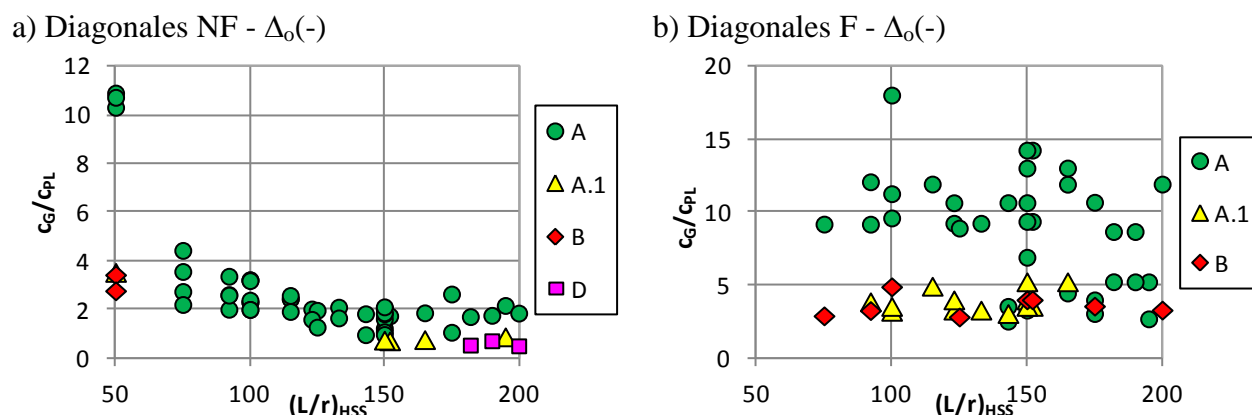 a) Diagonales NF - Δo(-)
b) Diagonales F - Δo(-)
12
10
8
6
4
2
0
cG/cPL
50
100
150
200
(L/r)HSS
A
A.1
B
D
20
15
10
5
0
cG/cPL
50
100
150
200
(L/r)HSS
A
A.1
B